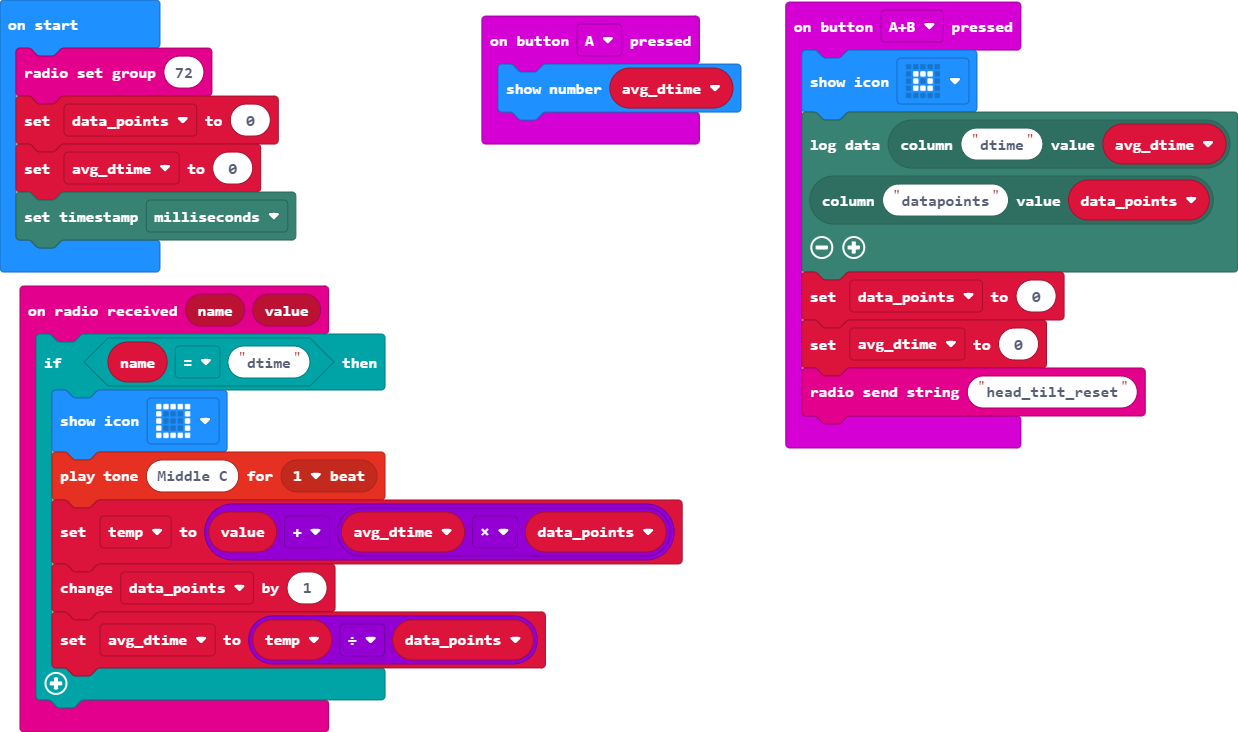 on start
radio set group 72
set data_points to 0
set avg_dtime to 0
set timestamp milliseconds
on button A pressed
show number avg_dtime
on button A+B pressed
show icon
log data column "dtime" value avg_dtime
column "datapoints" value data_points
set data_points to 0
set avg_dtime to 0
radio send string "head_tilt_reset"
on radio received name value
if name = "dtime" then
show icon
play tone Middle C for 1 beat
set temp to value + avg_dtime × data_points
change data_points by 1
set avg_dtime to temp ÷ data_points